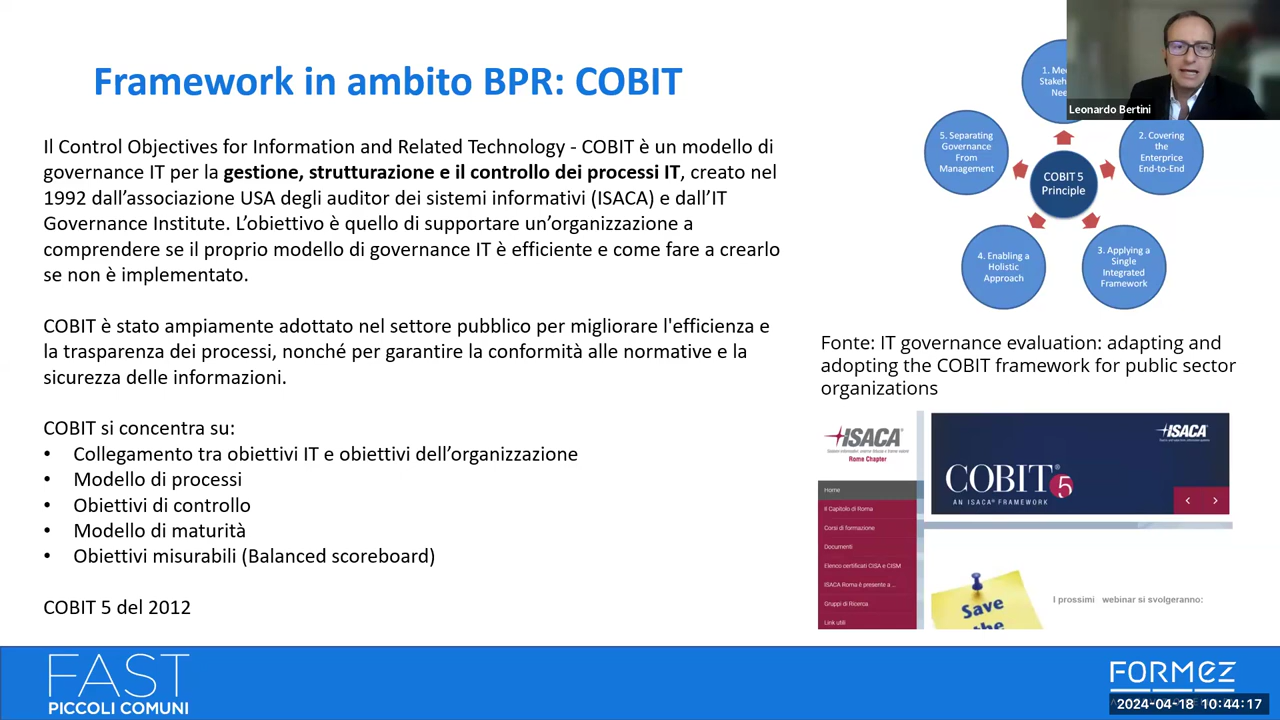 Framework in ambito BPR: COBIT
Il Control Objectives for Information and Related Technology - COBIT è un modello di
governance IT per la gestione, strutturazione e il controllo dei processi IT, creato nel
1992 dall’associazione USA degli auditor dei sistemi informativi (ISACA) e dall’IT
Governance Institute. L’obiettivo è quello di supportare un’organizzazione a
comprendere se il proprio modello di governance IT è efficiente e come fare a crearlo
se non è implementato.
COBIT è stato ampiamente adottato nel settore pubblico per migliorare l'efficienza e
la trasparenza dei processi, nonché per garantire la conformità alle normative e la
sicurezza delle informazioni.
COBIT si concentra su:
• Collegamento tra obiettivi IT e obiettivi dell’organizzazione
• Modello di processi
• Obiettivi di controllo
• Modello di maturità
• Obiettivi misurabili (Balanced scoreboard)
COBIT 5 del 2012
1.
5. Separating
Governance
From
Management
2. Covering
the
Enterprice
End-to-End
COBIT 5
Principle
4. Enabling a
Holistic
Approach
3. Applying a
Single
Integrated
Framework
Leonardo Bertini
Fonte: IT governance evaluation: adapting and
adopting the COBIT framework for public sector
organizations
ISACA
Rome Chapter
Home
Il Capitolo di Roma
Corsi di formazione
Documenti
Elenco certificati CISA e CISM
ISACA Roma è presente a ...
Gruppi di Ricerca
Link utili
ISACA
COBIT 5
AN ISACA® FRAMEWORK
Save
the
I prossimi webinar si svolgeranno:
FAST
PICCOLI COMUNI
FORMEZ
2024-04-18 10:44:17